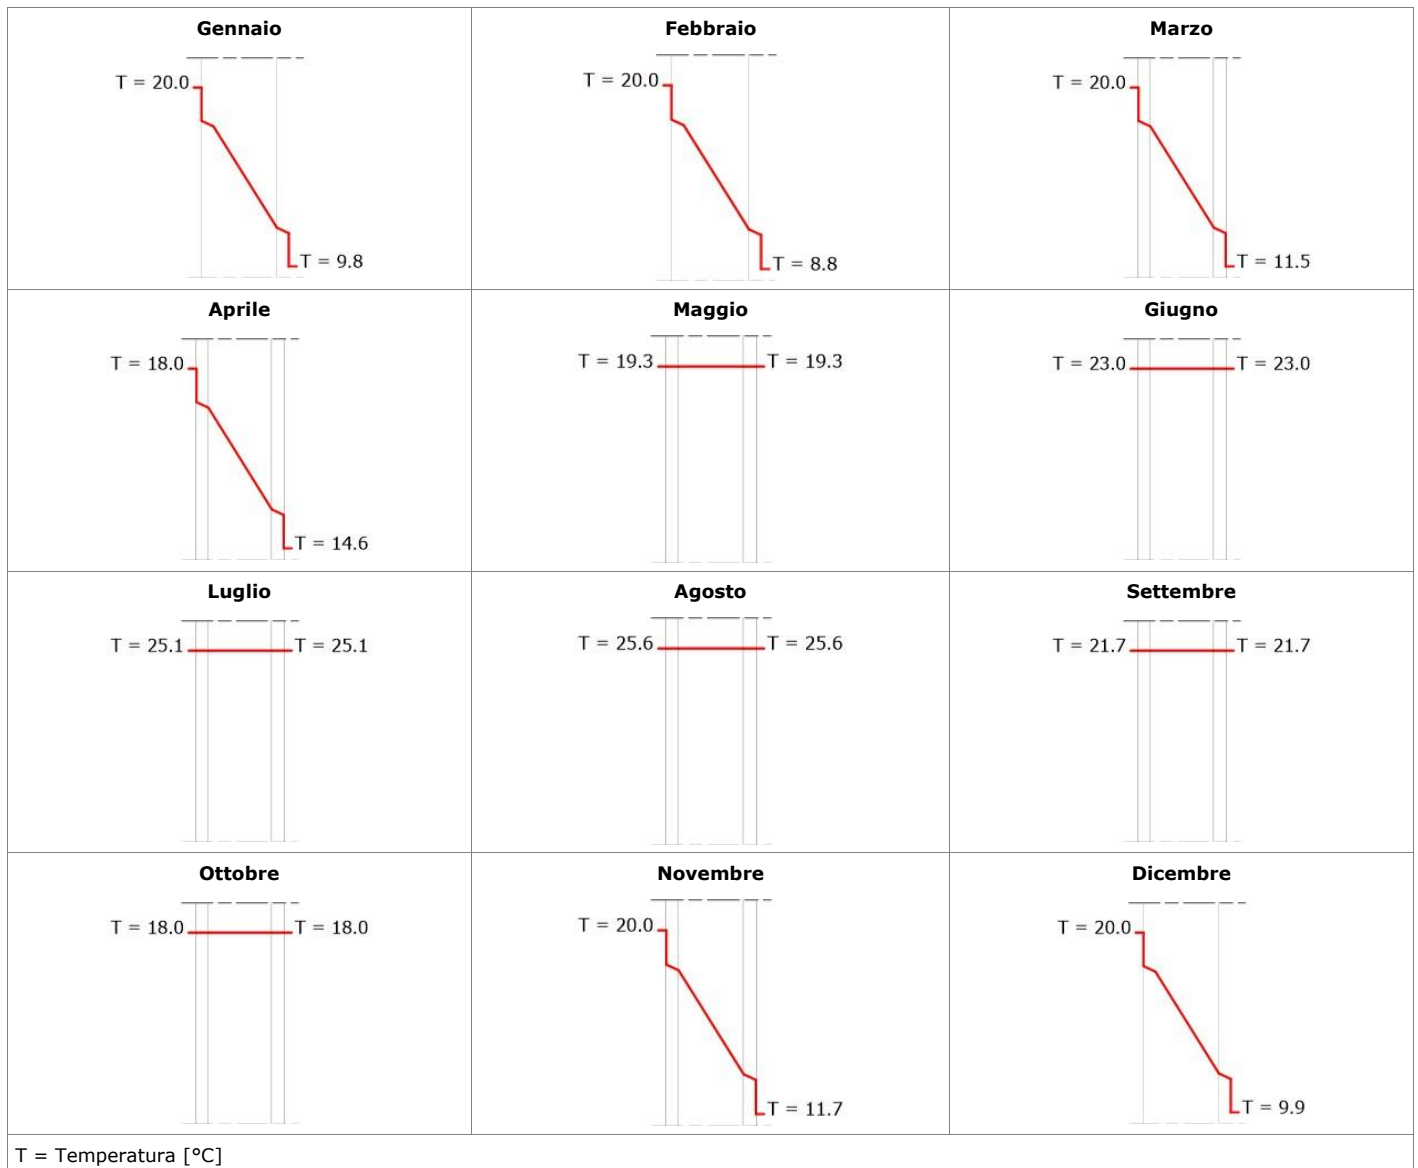 Gennaio
T = 20.0
T = 9.8
Febbraio
T = 20.0
T = 8.8
Marzo
T = 20.0
T = 11.5
Aprile
T = 18.0
T = 14.6
Maggio
T = 19.3 T = 19.3
Giugno
T = 23.0 T = 23.0
Luglio
T = 25.1 T = 25.1
Agosto
T = 25.6 T = 25.6
Settembre
T = 21.7 T = 21.7
Ottobre
T = 18.0 T = 18.0
Novembre
T = 20.0
T = 11.7
Dicembre
T = 20.0
T = 9.9
T = Temperatura [°C]